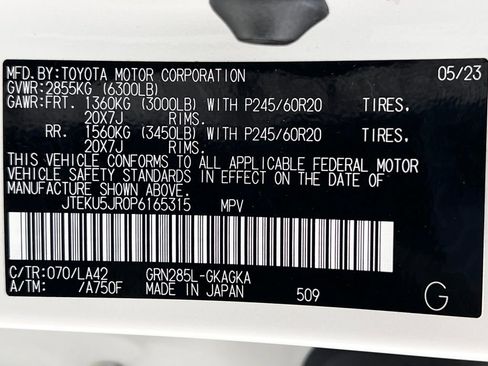 MFD.BY:TOYOTA MOTOR CORPORATION 05/23
GVWR:2855KG (6300LB)
GAWR:FRT. 1360KG (3000LB) WITH P245/60R20 TIRES,
20X7J RIMS.
RR. 1560KG (3450LB) WITH P245/60R20 TIRES,
20X7J RIMS.
THIS VEHICLE CONFORMS TO ALL APPLICABLE FEDERAL MOTOR
VEHICLE SAFETY STANDARDS IN EFFECT ON THE DATE OF
MANUFACTURE SHOWN ABOVE.
JTEKU5JR0P6165315 MPV
C/TR:070/LA42 GRN285L-GKAGKA
A/TM: /A750F MADE IN JAPAN 509 G